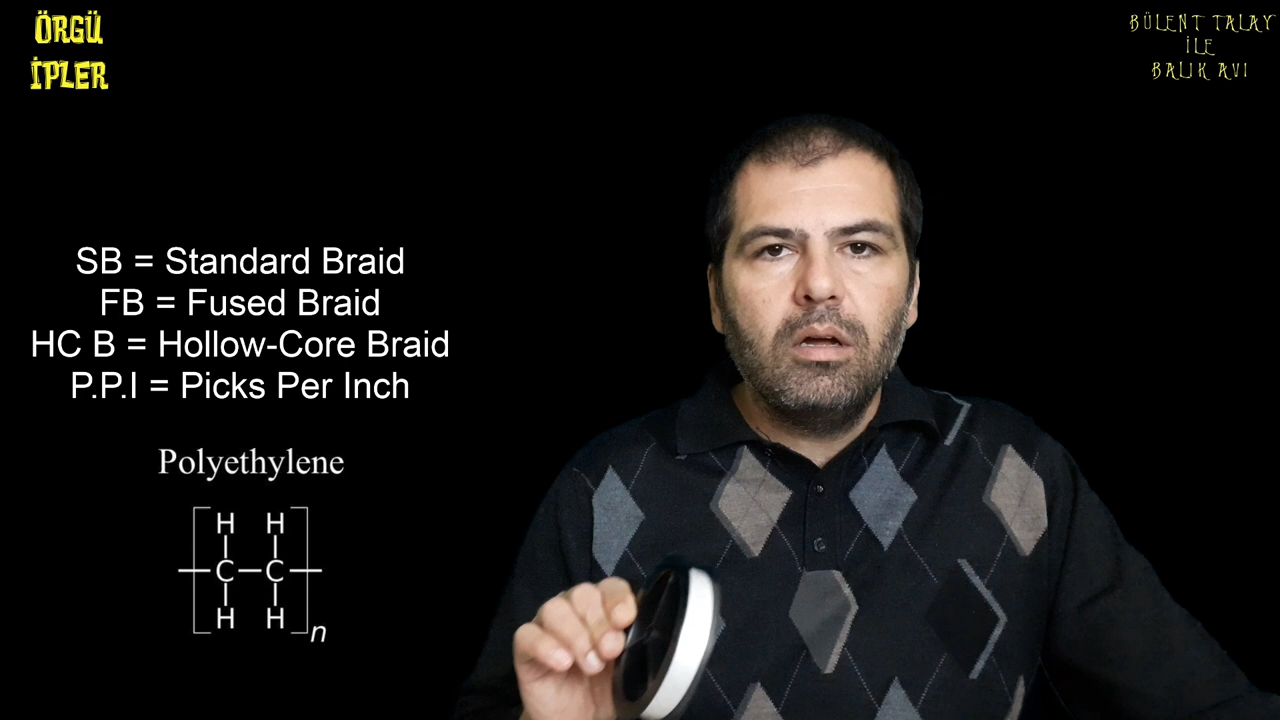 ÖRGÜ
İPLER
BÜLENT TALAY
İLE
BALIK AVI
SB = Standard Braid
FB = Fused Braid
HC B = Hollow-Core Braid
P.P.I = Picks Per Inch
Polyethylene
H H
C C
H H
n